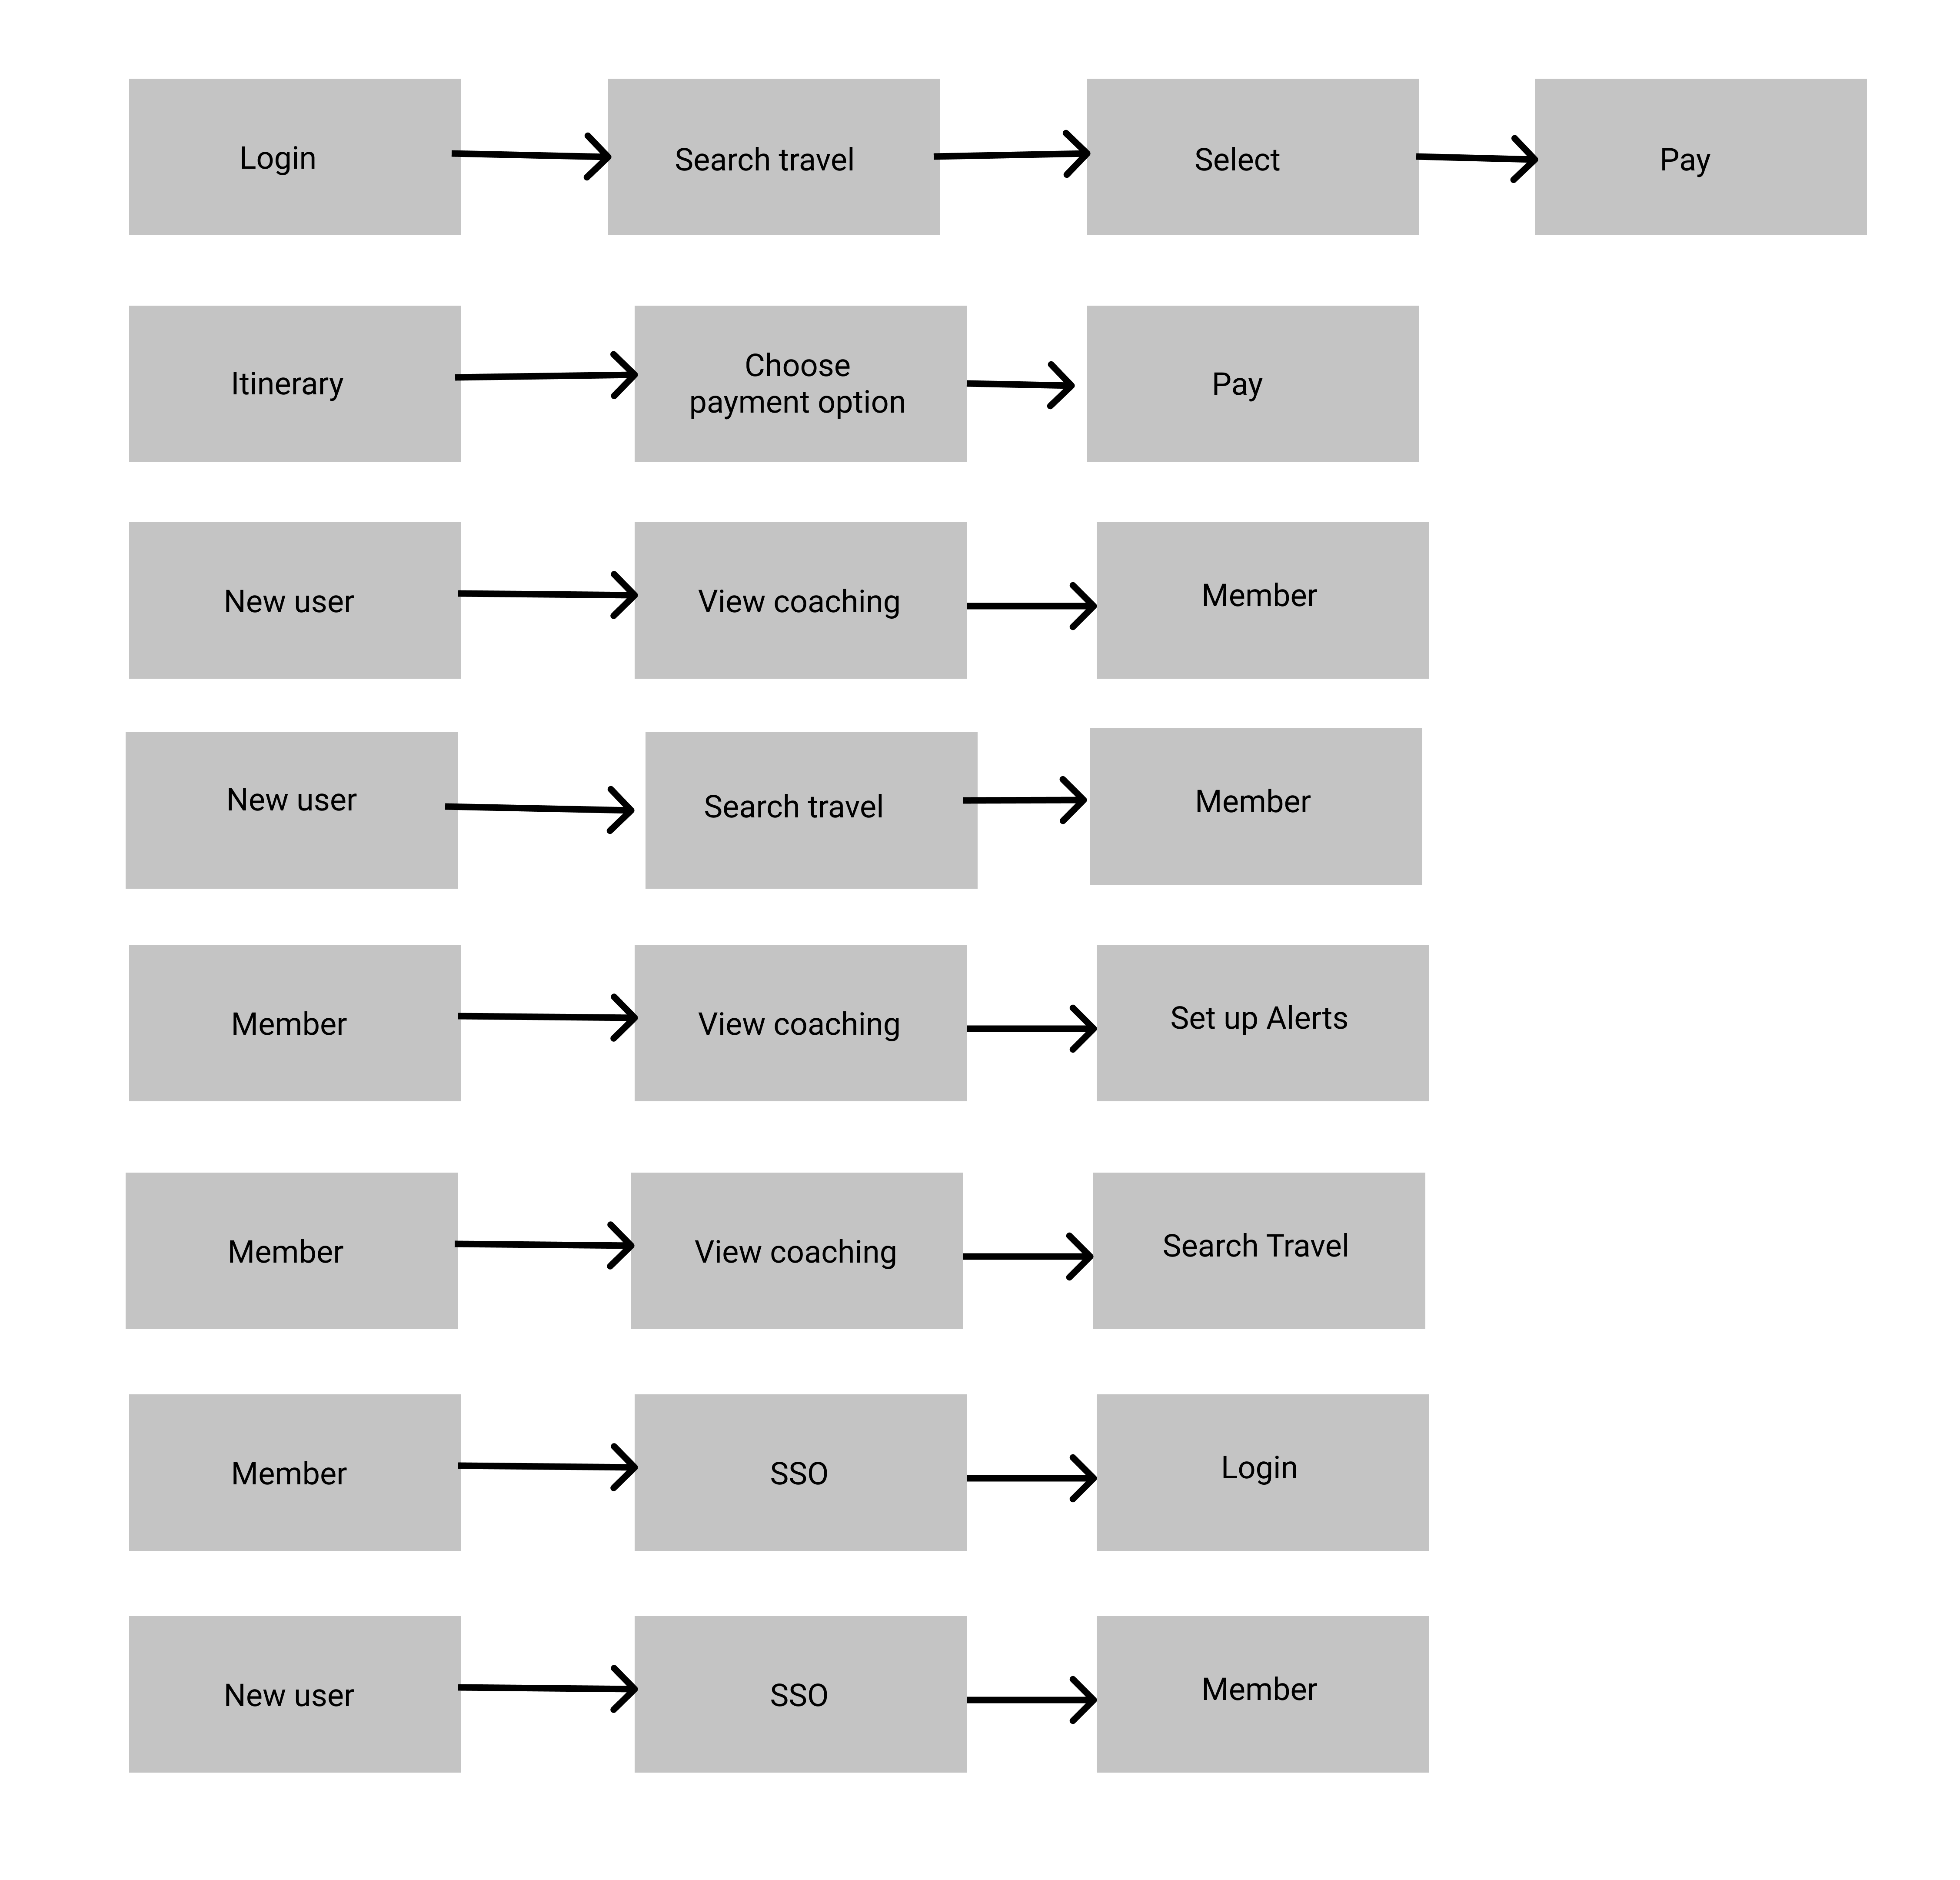 Login
Search travel
Select
Pay
Itinerary
Choose
payment option
Pay
New user
View coaching
Member
New user
Search travel
Member
Member
View coaching
Set up Alerts
Member
View coaching
Search Travel
Member
SSO
Login
New user
SSO
Member